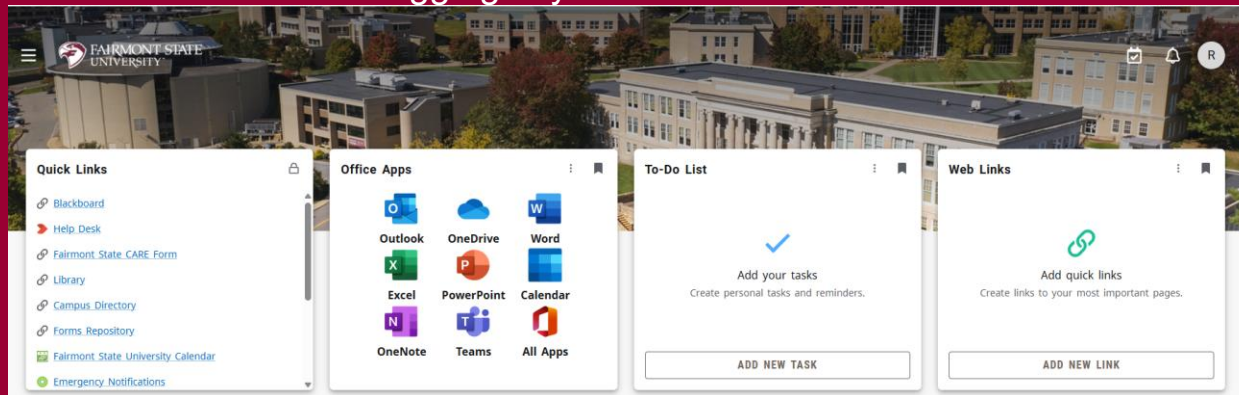 FAIRMONT STATE
UNIVERSITY
R
Quick Links
Blackboard
Help Desk
Fairmont State CARE Form
Library
Campus Directory
Forms Repository
Fairmont State University Calendar
Emergency Notifications
Office Apps
Outlook OneDrive Word
Excel PowerPoint Calendar
OneNote Teams All Apps
To-Do List
Add your tasks
Create personal tasks and reminders.
ADD NEW TASK
Web Links
Add quick links
Create links to your most important pages.
ADD NEW LINK